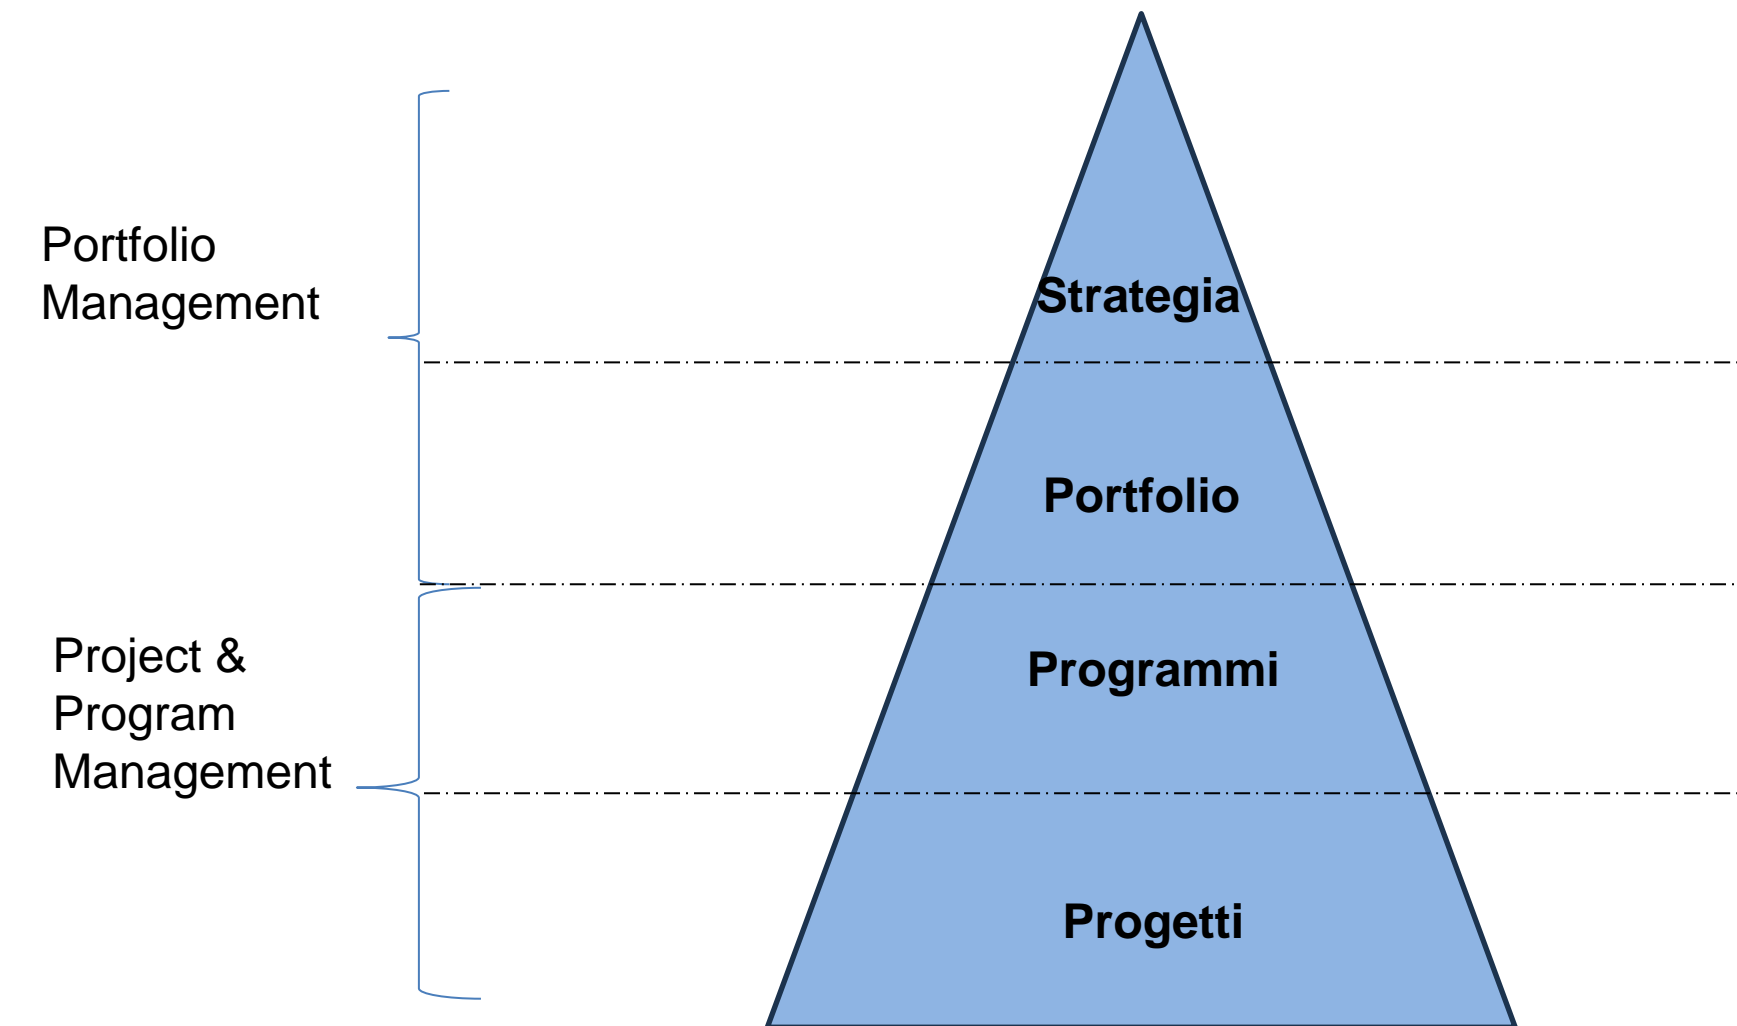 Portfolio
Management
Strategia
Portfolio
Project &
Program
Management
Programmi
Progetti